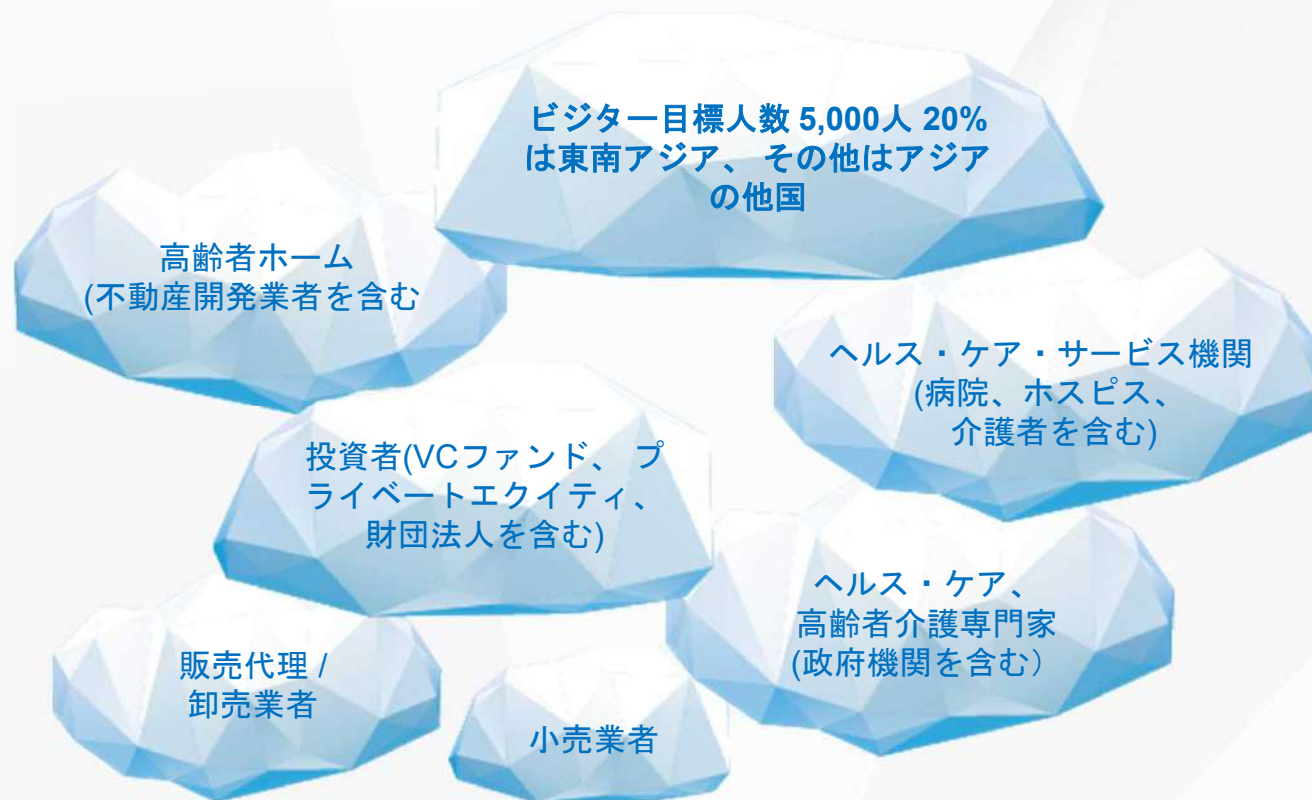 ビジター目標人数 5,000人 20%
は東南アジア、 その他はアジア
の他国
高齢者ホーム
(不動産開発業者を含む
ヘルス・ケア・サービス機関
(病院、ホスピス、
介護者を含む)
投資者(VCファンド、 プ
ライベートエクイティ、
財団法人を含む)
ヘルス・ケア、
高齢者介護専門家
(政府機関を含む）
販売代理 /
卸売業者
小売業者